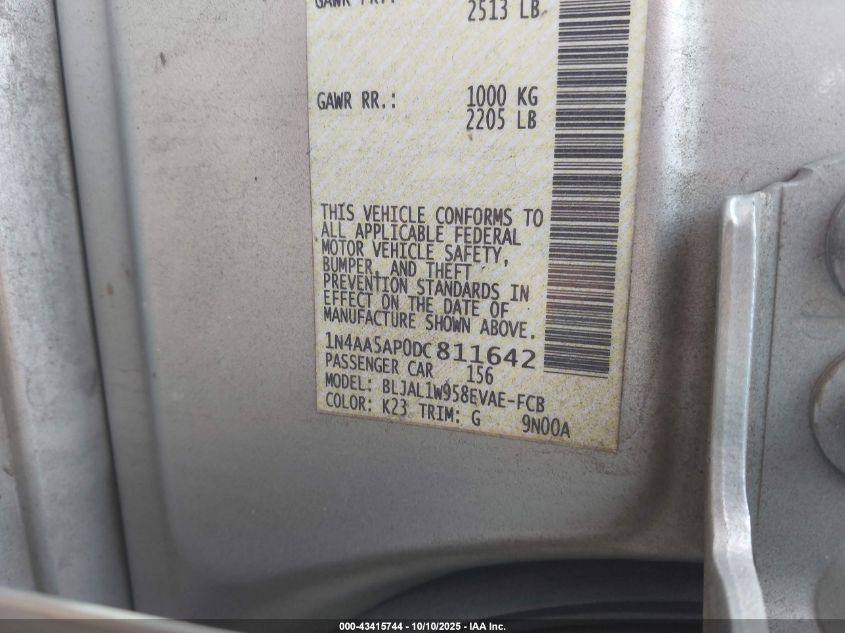 GAWR FRT:
2513 LB
GAWR RR.: 1000 KG
2205 LB
THIS VEHICLE CONFORMS TO
ALL APPLICABLE FEDERAL
MOTOR VEHICLE SAFETY,
BUMPER, AND THEFT
PREVENTION STANDARDS IN
EFFECT ON THE DATE OF
MANUFACTURE SHOWN ABOVE.
1N4AA5AP0DC811642
PASSENGER CAR 156
MODEL: BLJAL1W958EVAE-FCB
COLOR: K23 TRIM: G 9N00A
000-43415744 | 10/10/2025 - IAA Inc.